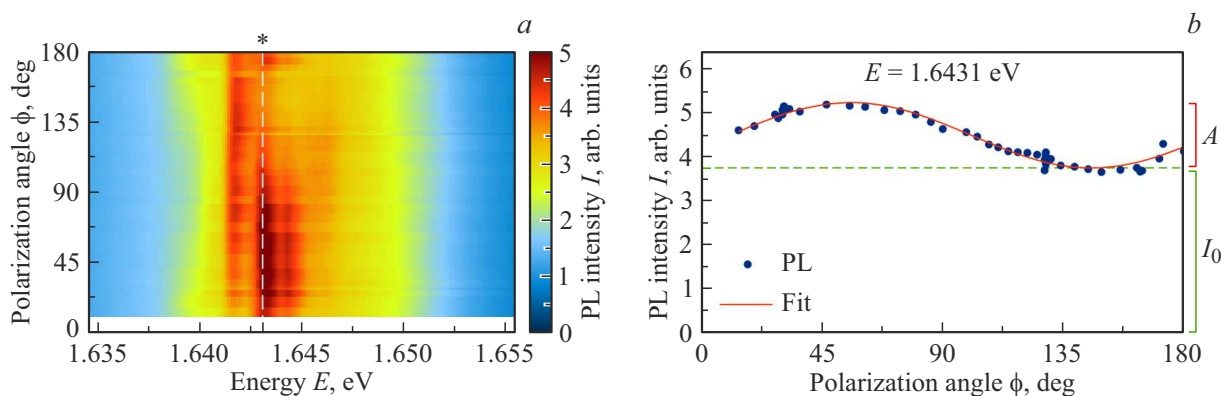 a
*
180
135
90
45
0
Polarization angle ϕ, deg
1.635
1.640
1.645
1.650
1.655
Energy E, eV
5
4
3
2
1
0
PL intensity I, arb. units
b
E = 1.6431 eV
6
5
4
3
2
1
0
PL intensity I, arb. units
PL
Fit
A
I0
0
45
90
135
180
Polarization angle ϕ, deg